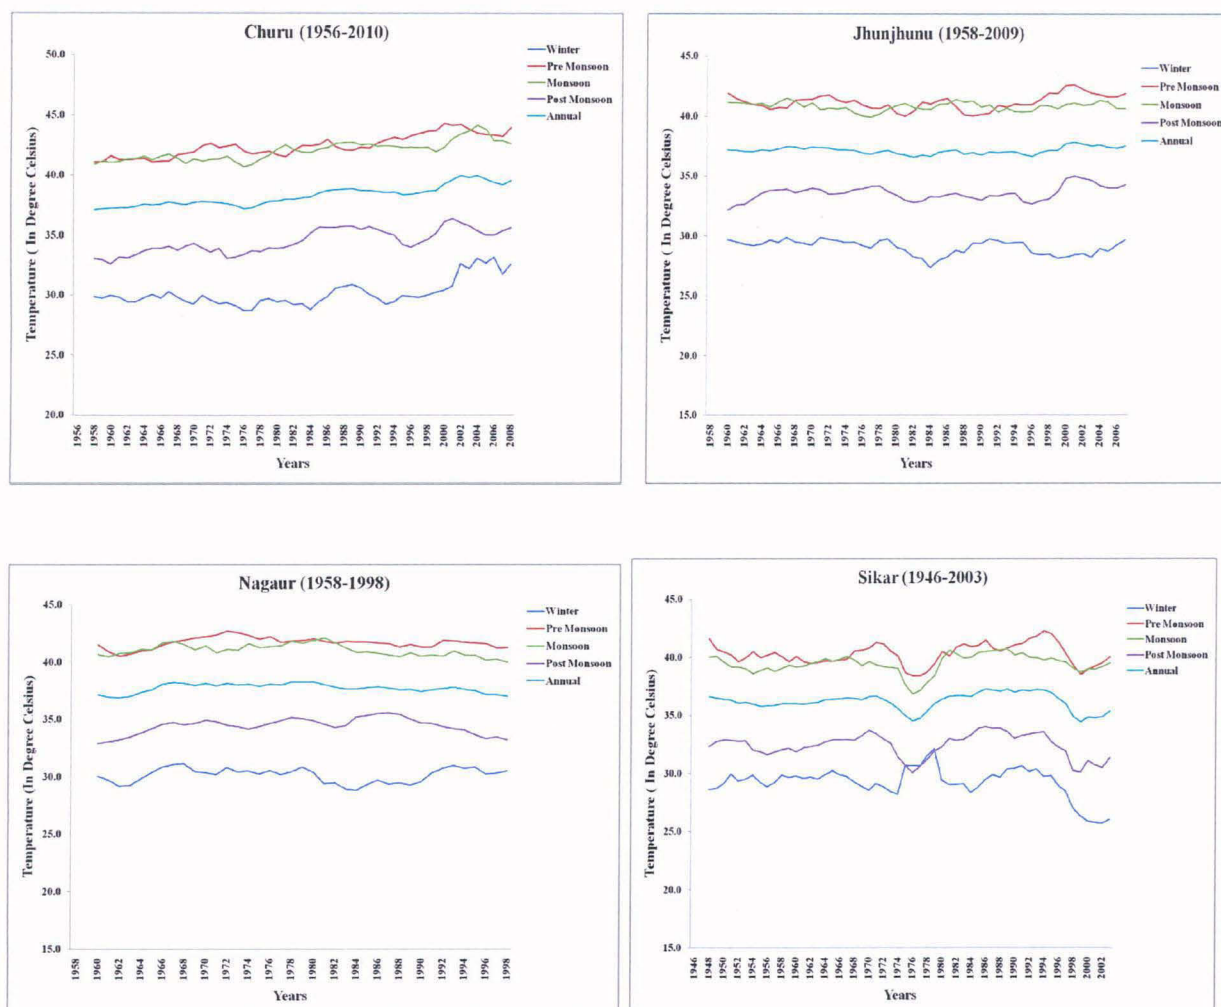 Churu (1956-2010)
50.0
45.0
40.0
35.0
30.0
25.0
20.0
Temperature ( In Degree Celsius)
Winter
Pre Monsoon
Monsoon
Post Monsoon
Annual
1956 1958 1960 1962 1964 1966 1968 1970 1972 1974 1976 1978 1980 1982 1984 1986 1988 1990 1992 1994 1996 1998 2000 2002 2004 2006 2008
Years
Jhunjhunu (1958-2009)
45.0
40.0
35.0
30.0
25.0
20.0
15.0
Temperature ( In Degree Celsius)
Winter
Pre Monsoon
Monsoon
Post Monsoon
Annual
1958 1960 1962 1964 1966 1968 1970 1972 1974 1976 1978 1980 1982 1984 1986 1988 1990 1992 1994 1996 1998 2000 2002 2004 2006
Years
Nagaur (1958-1998)
45.0
40.0
35.0
30.0
25.0
20.0
15.0
Temperature (In Degree Celsius)
Winter
Pre Monsoon
Monsoon
Post Monsoon
Annual
1958 1960 1962 1964 1966 1968 1970 1972 1974 1976 1978 1980 1982 1984 1986 1988 1990 1992 1994 1996 1998
Years
Sikar (1946-2003)
45.0
40.0
35.0
30.0
25.0
20.0
15.0
Temperature ( In Degree Celsius)
Winter
Pre Monsoon
Monsoon
Post Monsoon
Annual
1946 1948 1950 1952 1954 1956 1958 1960 1962 1964 1966 1968 1970 1972 1974 1976 1978 1980 1982 1984 1986 1988 1990 1992 1994 1996 1998 2000 2002
Years